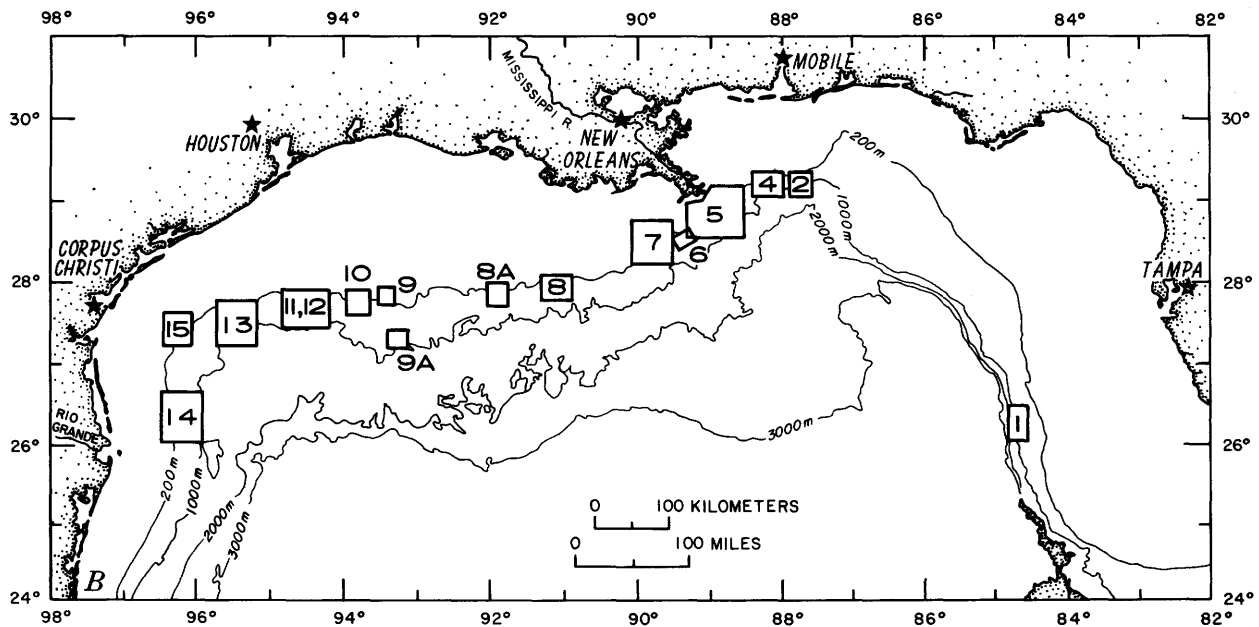 98° 96° 94° 92° 90° 88° 86° 84° 82°
MISSISSIPPI R.
MOBILE
30° 30°
HOUSTON
NEW
ORLEANS
200m
4 2
5
1000m
2000m
7
6
CORPUS
CHRISTI
TAMPA
28° 28°
10 9 8A 8
11,12
15 13
9A
14
1
RIO
GRANDE
26° 26°
3000m
200m
1000m
2000m
3000m
0 100 KILOMETERS
0 100 MILES
B
24° 24°
98° 96° 94° 92° 90° 88° 86° 84° 82°